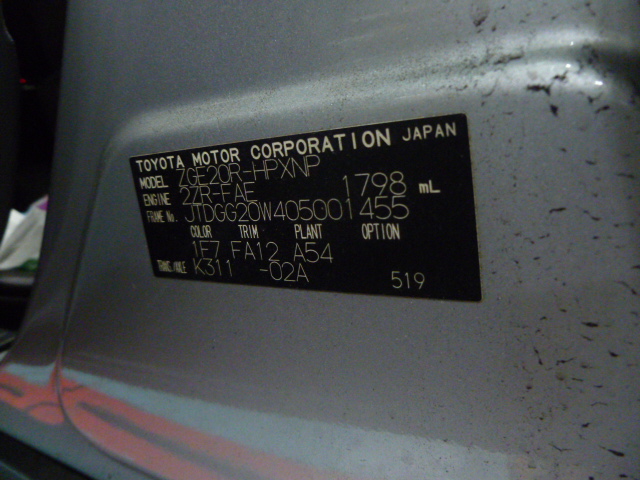 TOYOTA MOTOR CORPORATION JAPAN
MODEL ZGE20R-HPXNP
ENGINE 2ZR-FAE 1798 mL
FRAME No. JTDGG20W405001455
COLOR TRIM PLANT OPTION
1F7 FA12 A54
TRANS/AXLE K311 -02A
519